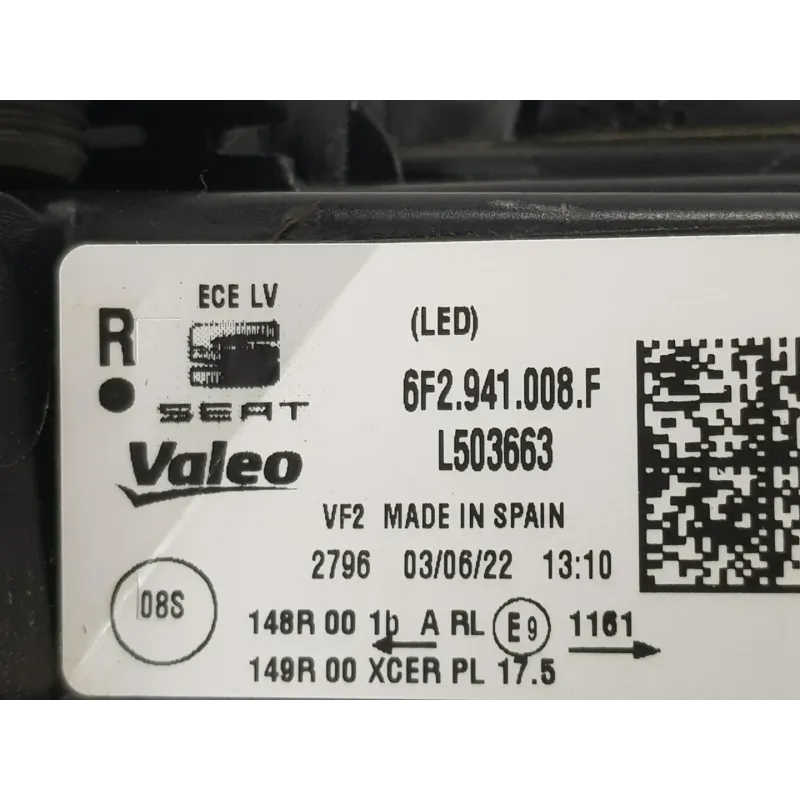 ECE LV
R
(LED)
SEAT
6F2.941.008.F
Valeo
L503663
VF2 MADE IN SPAIN
2796 03/06/22 13:10
08S
148R 00 1b A RL E9 1161
149R 00 XCER PL 17.5